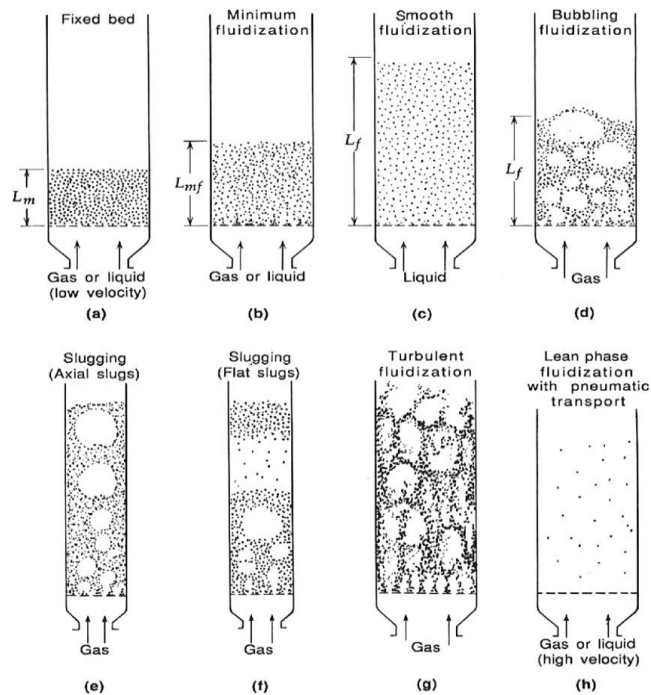 Fixed bed
L_m
Gas or liquid
(low velocity)
(a)
Minimum
fluidization
L_mf
Gas or liquid
(b)
Smooth
fluidization
L_f
Liquid
(c)
Bubbling
fluidization
L_f
Gas
(d)
Slugging
(Axial slugs)
Gas
(e)
Slugging
(Flat slugs)
Gas
(f)
Turbulent
fluidization
Gas
(g)
Lean phase
fluidization
with pneumatic
transport
Gas or liquid
(high velocity)
(h)